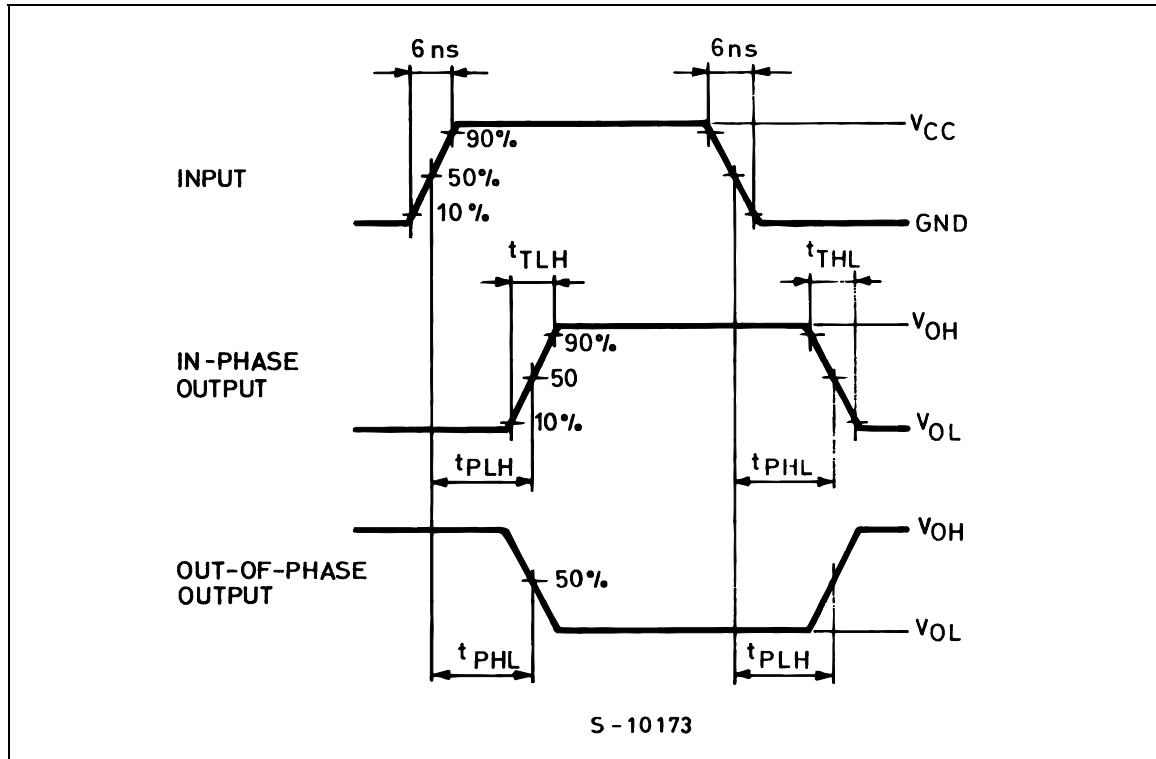 6 ns
6 ns
VCC
90%
INPUT
50%
10%
GND
tTLH
tTHL
VOH
90%
IN-PHASE
OUTPUT
50
10%
VOL
tPLH
tPHL
VOH
OUT-OF-PHASE
OUTPUT
50%
VOL
tPHL
tPLH
S-10173